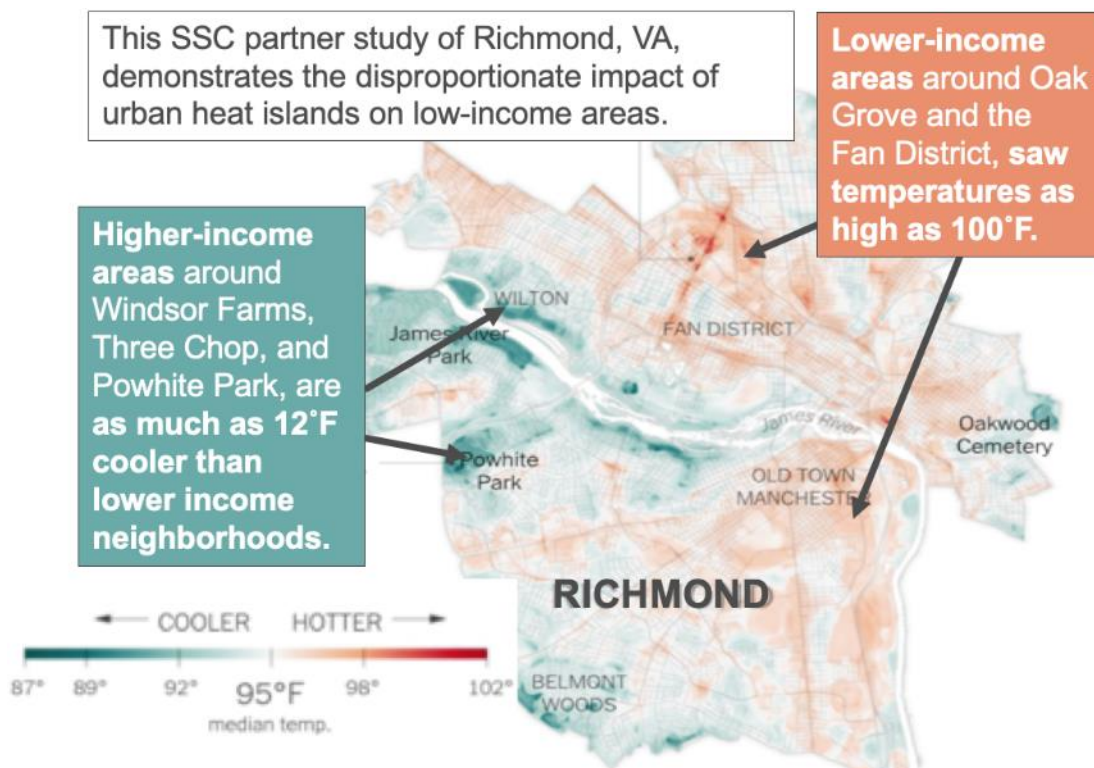 This SSC partner study of Richmond, VA,
demonstrates the disproportionate impact of
urban heat islands on low-income areas.
Lower-income
areas around Oak
Grove and the
Fan District, saw
temperatures as
high as 100˚F.
Higher-income
areas around
Windsor Farms,
Three Chop, and
Powhite Park, are
as much as 12˚F
cooler than
lower income
neighborhoods.
WILTON
James River
Park
FAN DISTRICT
James River
Oakwood
Cemetery
Powhite
Park
OLD TOWN
MANCHESTER
RICHMOND
COOLER HOTTER
87° 89° 92° 95°F 98° 102°
median temp.
BELMONT
WOODS